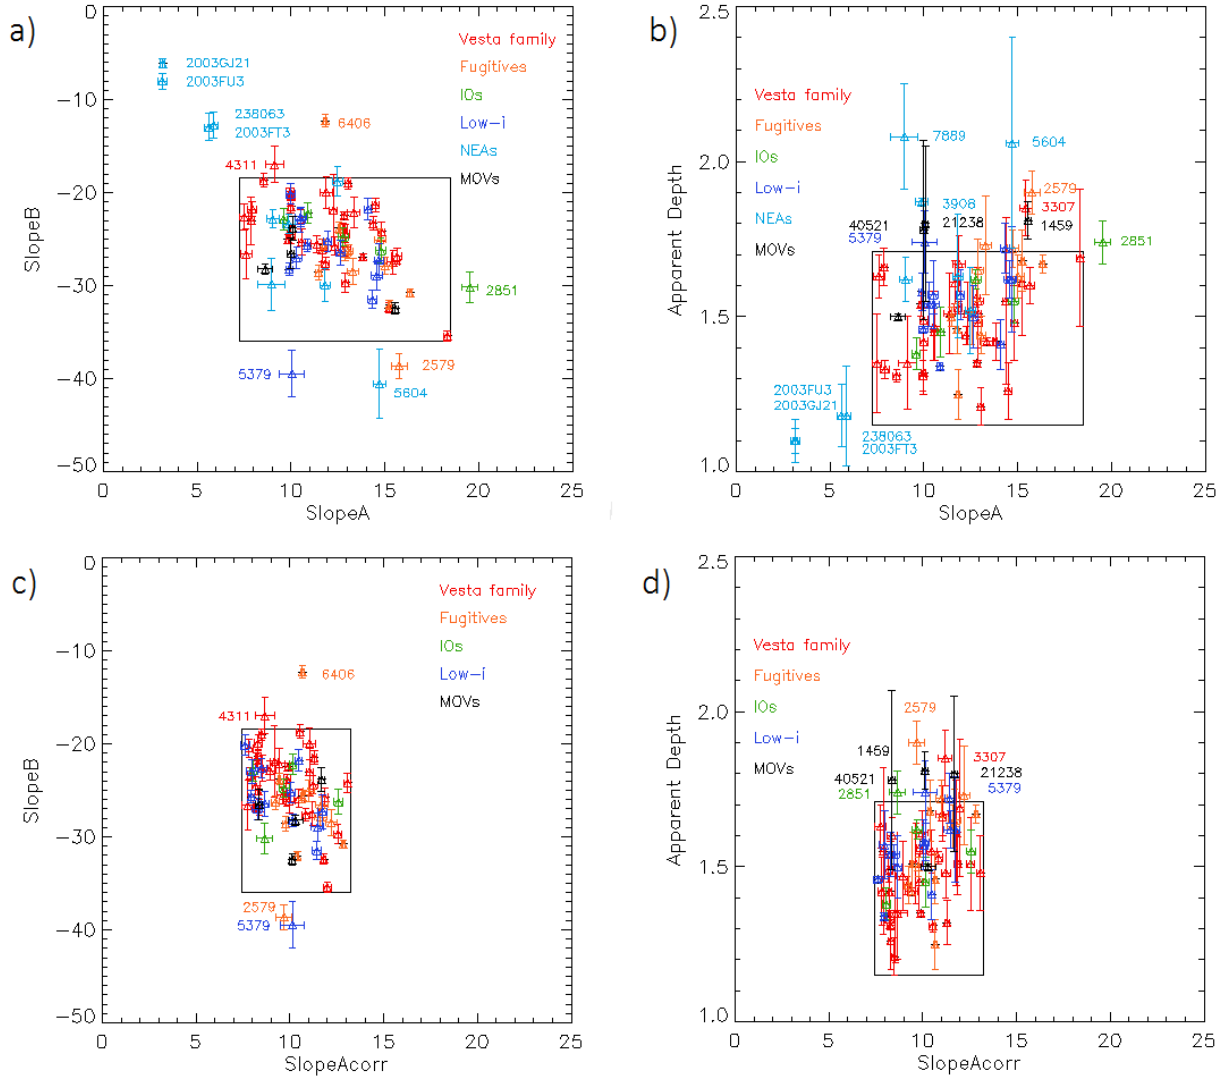 a)
0
-10
-20
-30
-40
-50
SlopeB
2003GJ21
2003FU3
238063
2003FT3
6406
4311
2851
5379
2579
5604
Vesta family
Fugitives
IOs
Low-i
NEAs
MOVs
0 5 10 15 20 25
SlopeA
b)
2.5
2.0
1.5
1.0
Apparent Depth
Vesta family
Fugitives
IOs
Low-i
NEAs
MOVs
7889
5604
2579
3908
3307
40521
21238
1459
5379
2851
2003FU3
2003GJ21
238063
2003FT3
0 5 10 15 20 25
SlopeA
c)
0
-10
-20
-30
-40
-50
SlopeB
Vesta family
Fugitives
IOs
Low-i
MOVs
6406
4311
2579
5379
0 5 10 15 20 25
SlopeAcorr
d)
2.5
2.0
1.5
1.0
Apparent Depth
Vesta family
Fugitives
IOs
Low-i
MOVs
2579
1459
3307
40521
21238
2851
5379
0 5 10 15 20 25
SlopeAcorr